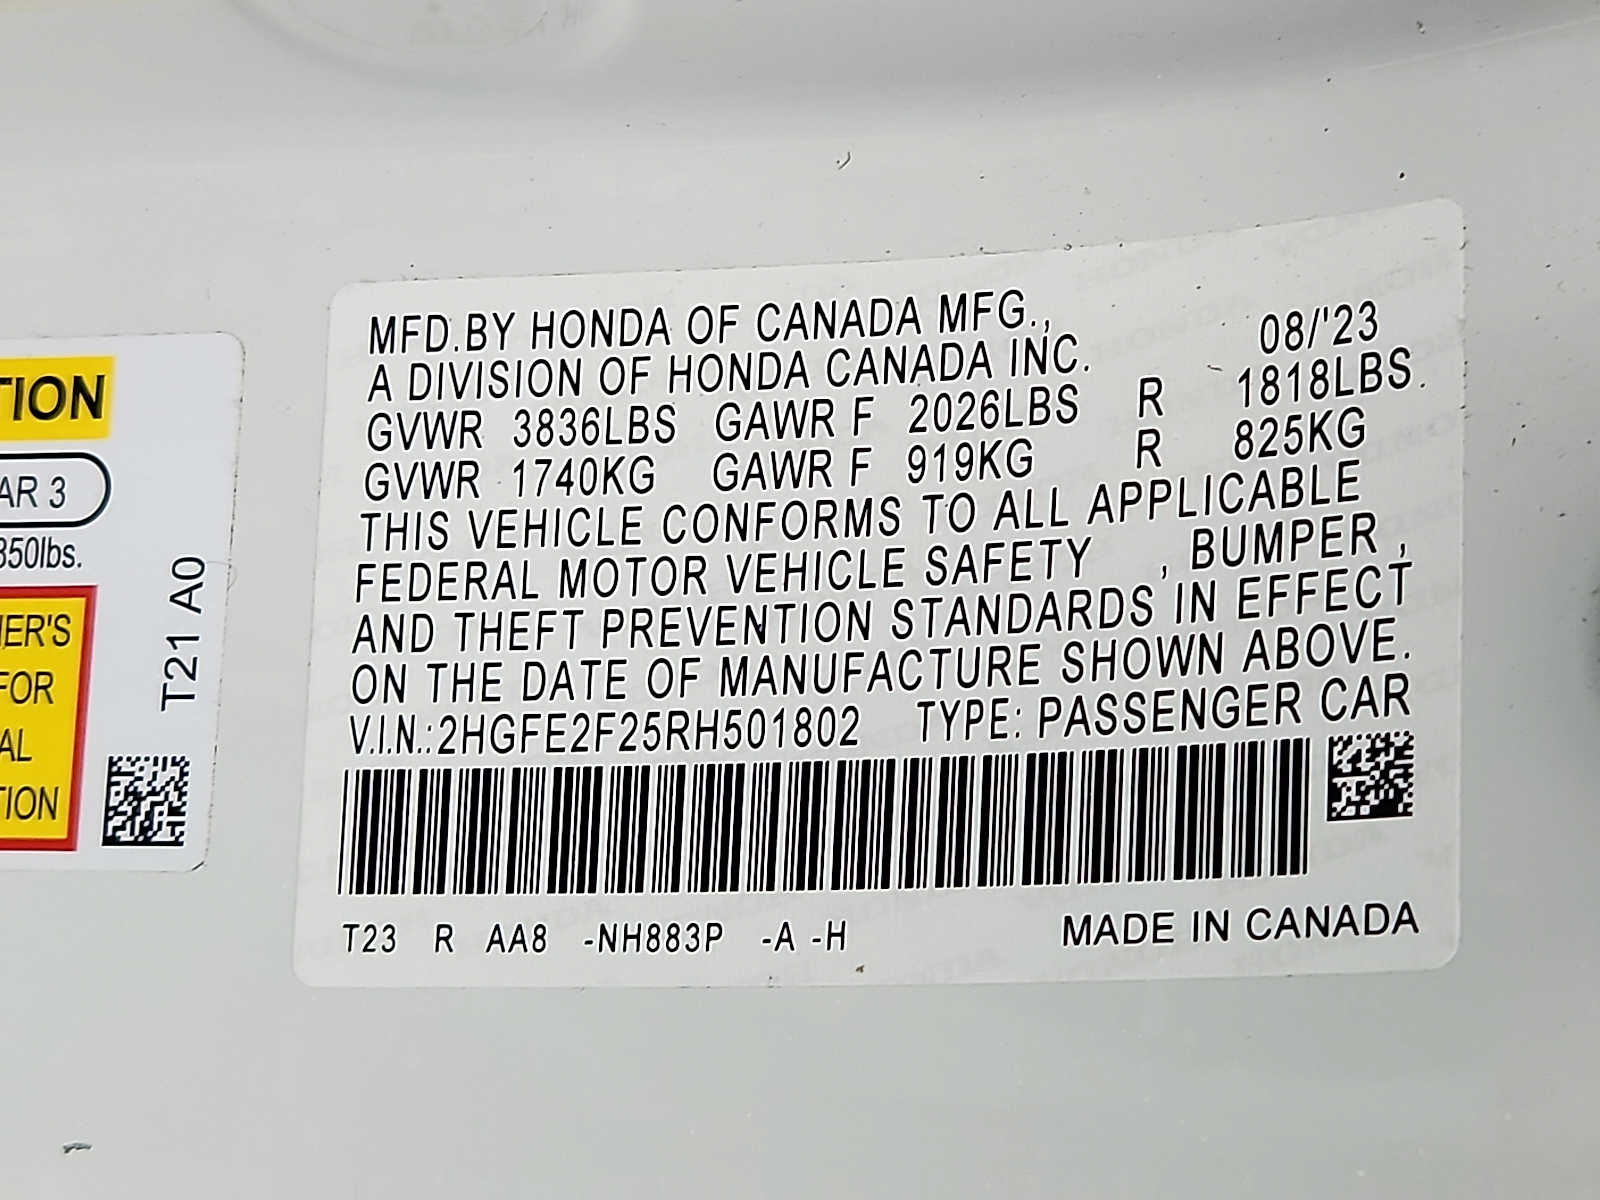 MFD.BY HONDA OF CANADA MFG.,
08/'23
A DIVISION OF HONDA CANADA INC.
GVWR 3836LBS GAWR F 2026LBS R 1818LBS.
GVWR 1740KG GAWR F 919KG R 825KG
THIS VEHICLE CONFORMS TO ALL APPLICABLE
FEDERAL MOTOR VEHICLE SAFETY , BUMPER ,
AND THEFT PREVENTION STANDARDS IN EFFECT
ON THE DATE OF MANUFACTURE SHOWN ABOVE.
V.I.N.:2HGFE2F25RH501802 TYPE: PASSENGER CAR
T23 R AA8 -NH883P -A -H
MADE IN CANADA
TION
AR 3
350lbs.
ER'S
FOR
AL
TION
T21 A0